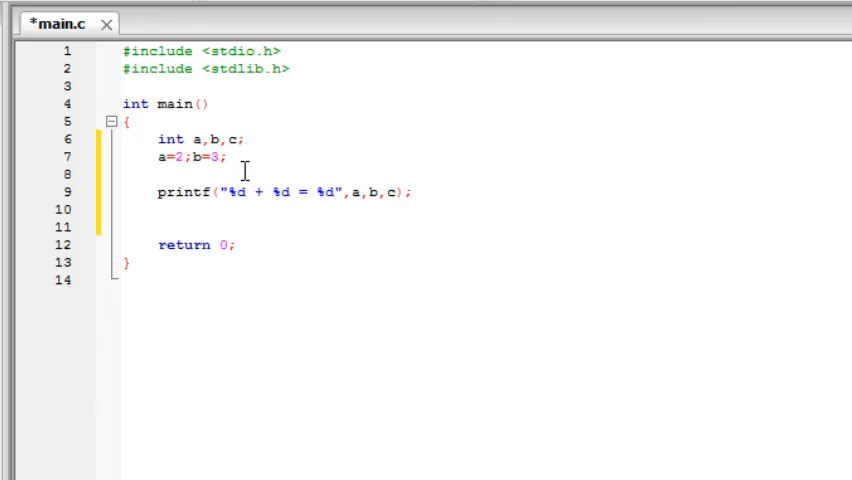 *main.c
1 #include <stdio.h>
2 #include <stdlib.h>
3
4 int main()
5 {
6 int a,b,c;
7 a=2;b=3;
8
9 printf("%d + %d = %d",a,b,c);
10
11
12 return 0;
13 }
14